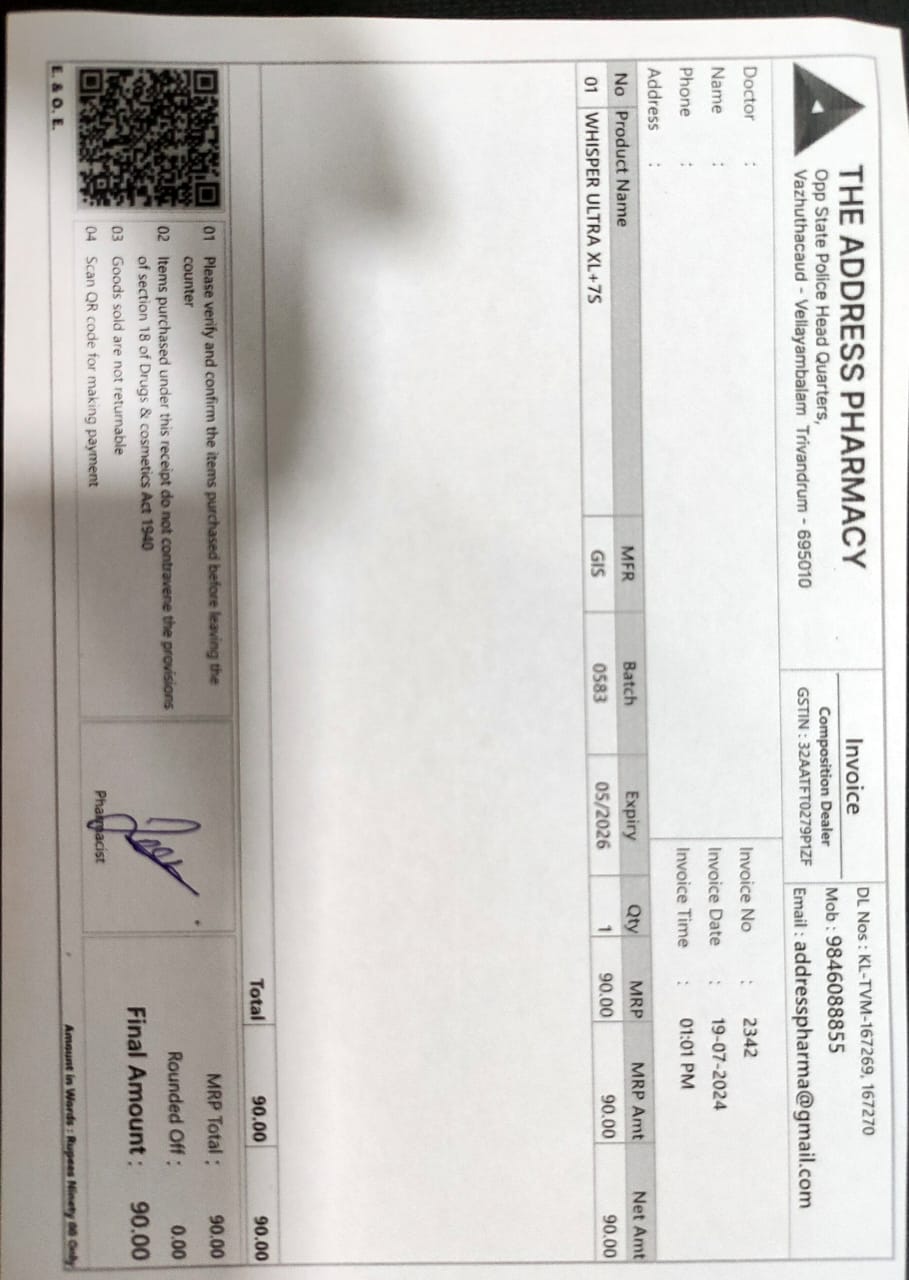 THE ADDRESS PHARMACY
Opp State Police Head Quarters,
Vazhuthacaud - Vellayambalam Trivandrum - 695010
Invoice
Composition Dealer
GSTIN : 32AATFT0279P1ZF
DL Nos : KL-TVM-167269, 167270
Mob : 9846088855
Email : addresspharma@gmail.com
Doctor :
Name :
Phone :
Address :
Invoice No : 2342
Invoice Date : 19-07-2024
Invoice Time : 01:01 PM
No Product Name MFR Batch Expiry Qty MRP MRP Amt Net Amt
01 WHISPER ULTRA XL+7S GIS 0583 05/2026 1 90.00 90.00 90.00
Total 90.00 90.00
01 Please verify and confirm the items purchased before leaving the
counter
02 Items purchased under this receipt do not contravene the provisions
of section 18 of Drugs & cosmetics Act 1940
03 Goods sold are not returnable
04 Scan QR code for making payment
Pharmacist
MRP Total : 90.00
Rounded Off : 0.00
Final Amount : 90.00
E. & O. E.
Amount in Words : Rupees Ninety 00 Only